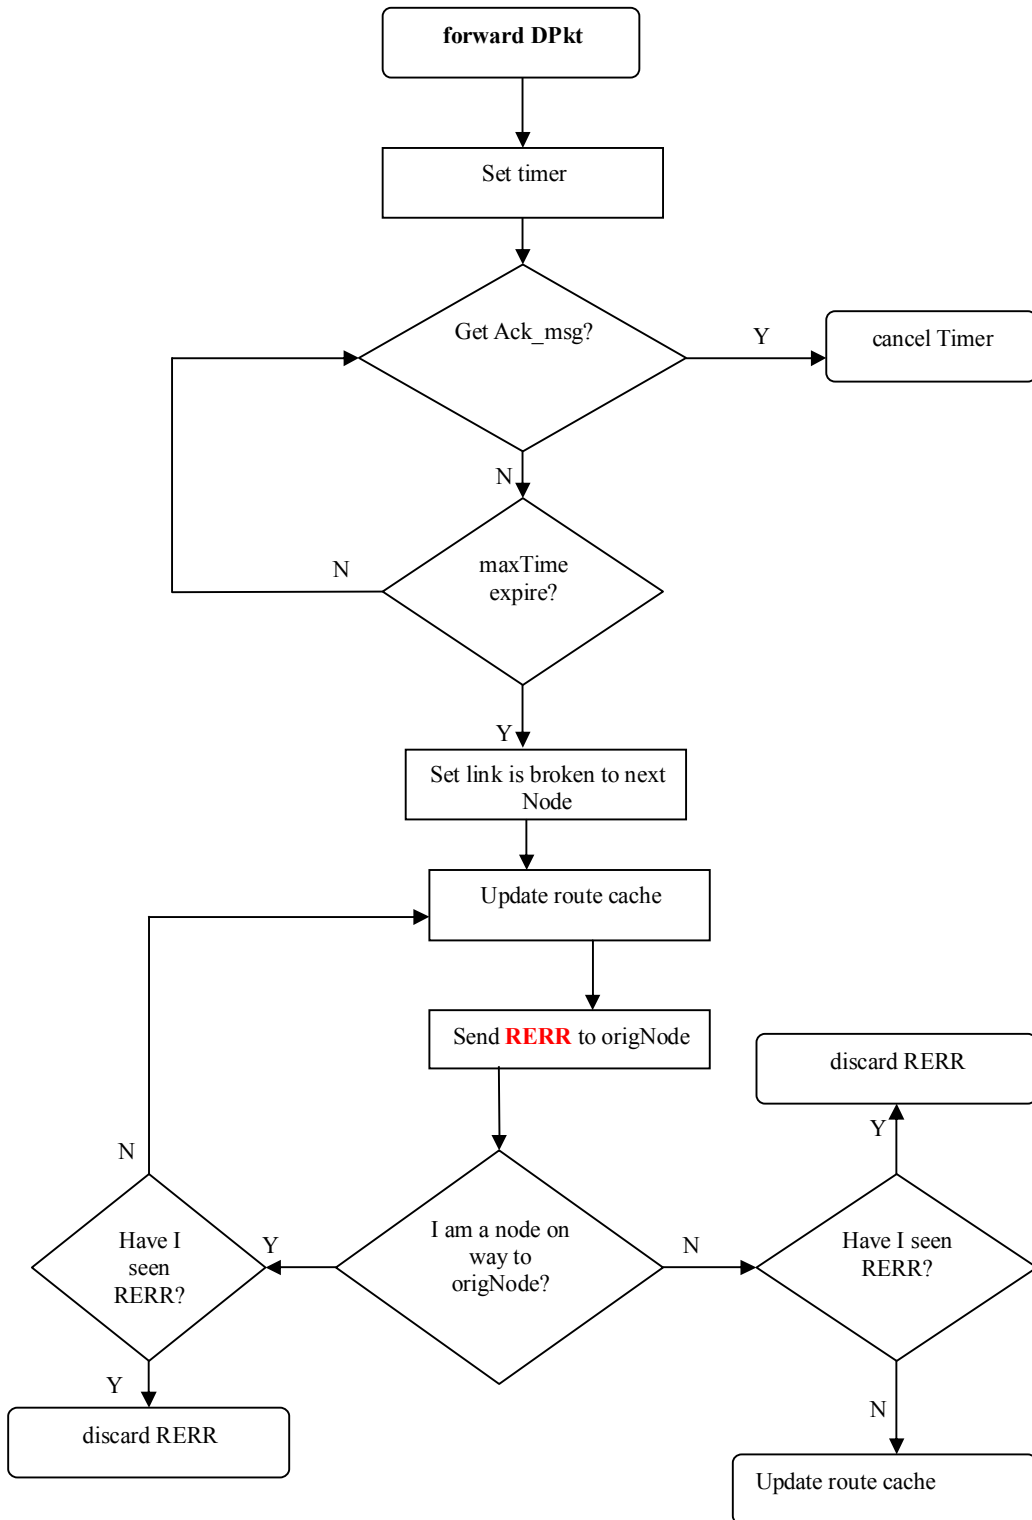 forward DPkt
Set timer
Get Ack_msg?
Y
cancel Timer
N
maxTime
expire?
N
Y
Set link is broken to next
Node
Update route cache
Send RERR to origNode
discard RERR
Y
N
I am a node on
way to
origNode?
Y
N
Have I
seen
RERR?
Have I seen
RERR?
Y
N
discard RERR
Update route cache